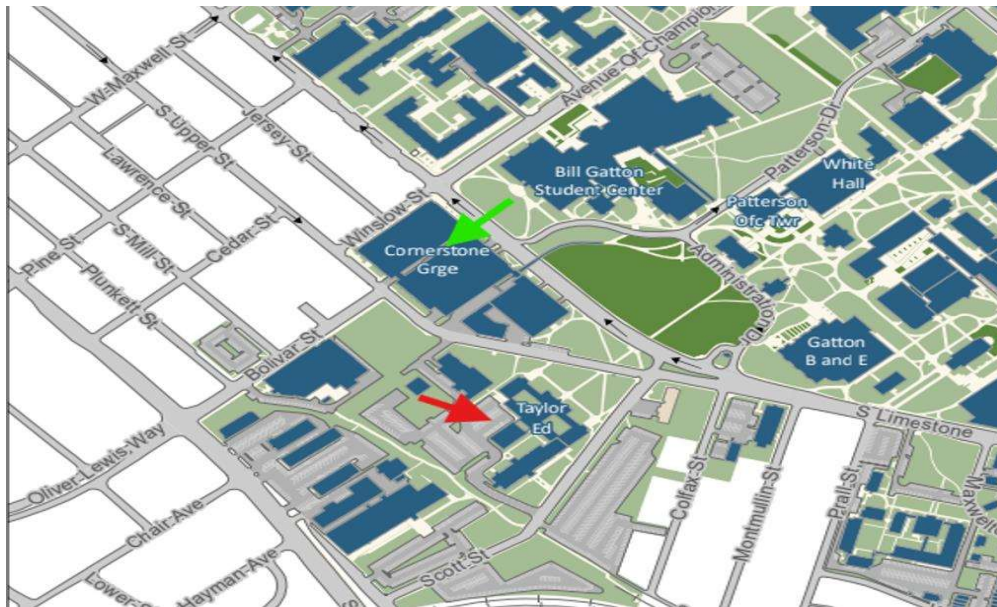 W-Maxwell-St
Jersey-St
Avenue-Of-Champio
S-Upper-St
Lawrence-St
Patterson-Dr
White
Hall
Bill Gatton
Student Center
Patterson
Ofc Twr
Winslow-St
Cedar-St
S-Mill-St
Pine-St
Plunkett-St
Cornerstone
Grge
Administration-Dr
Gatton
B and E
Bolivar-St
Taylor
Ed
S Limestone
Oliver-Lewis-Way
Chair-Ave
Hayman-Ave
Scott-St
Colfax-St
Montmullin-St
Prall-St
Maxwelt